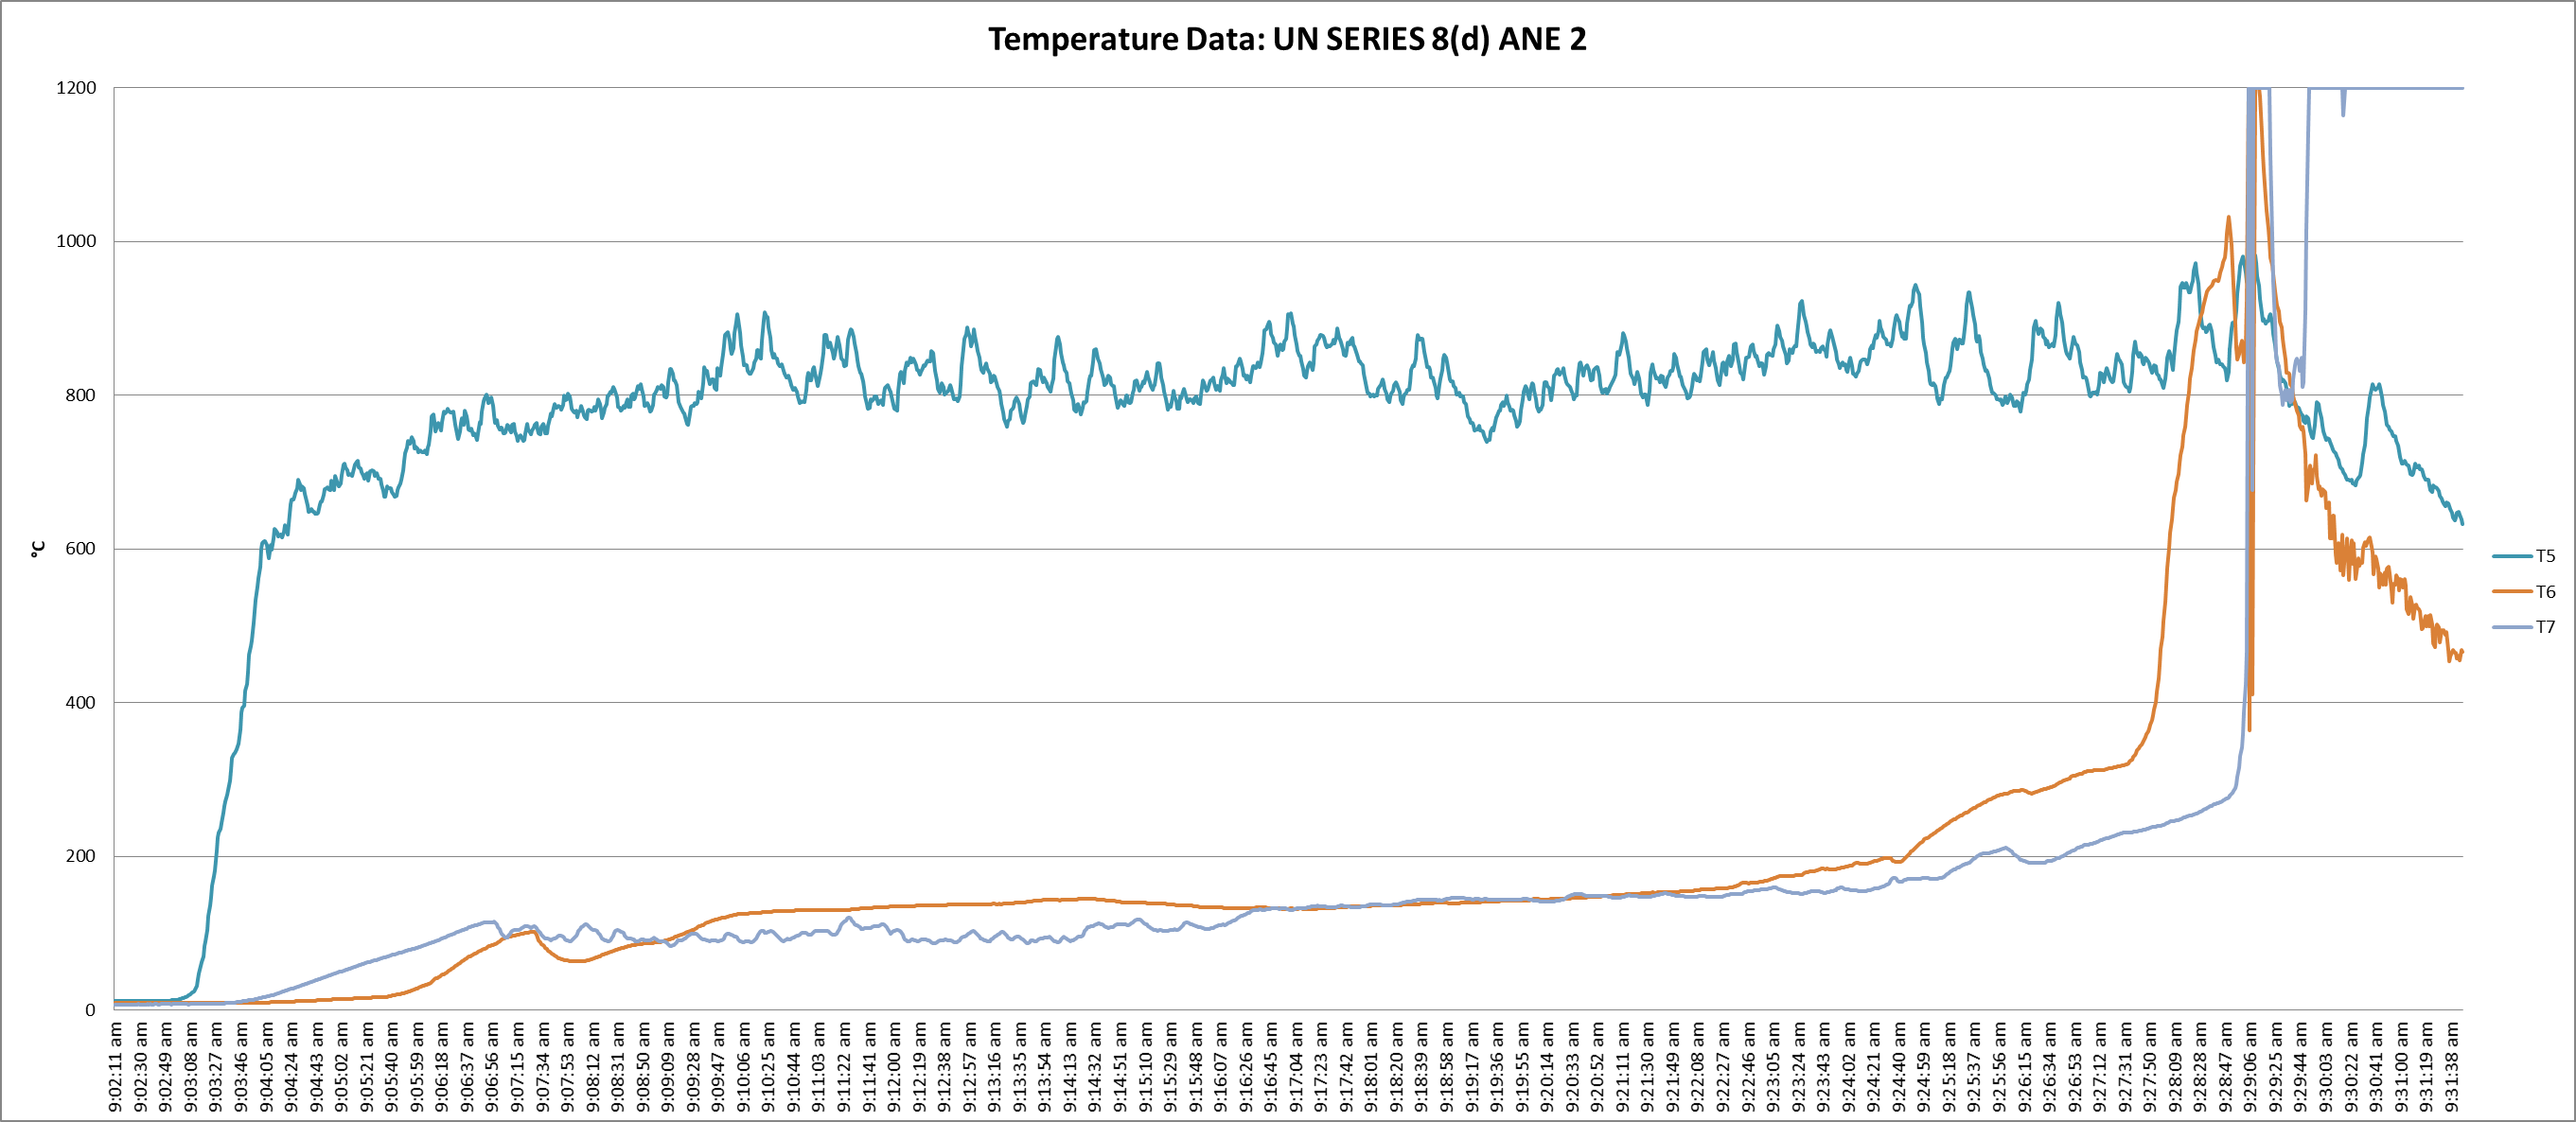 Temperature Data: UN SERIES 8(d) ANE 2
1200
1000
800
600
400
200
0
°C
T5
T6
T7
9:02:11 am
9:02:30 am
9:02:49 am
9:03:08 am
9:03:27 am
9:03:46 am
9:04:05 am
9:04:24 am
9:04:43 am
9:05:02 am
9:05:21 am
9:05:40 am
9:05:59 am
9:06:18 am
9:06:37 am
9:06:56 am
9:07:15 am
9:07:34 am
9:07:53 am
9:08:12 am
9:08:31 am
9:08:50 am
9:09:09 am
9:09:28 am
9:09:47 am
9:10:06 am
9:10:25 am
9:10:44 am
9:11:03 am
9:11:22 am
9:11:41 am
9:12:00 am
9:12:19 am
9:12:38 am
9:12:57 am
9:13:16 am
9:13:35 am
9:13:54 am
9:14:13 am
9:14:32 am
9:14:51 am
9:15:10 am
9:15:29 am
9:15:48 am
9:16:07 am
9:16:26 am
9:16:45 am
9:17:04 am
9:17:23 am
9:17:42 am
9:18:01 am
9:18:20 am
9:18:39 am
9:18:58 am
9:19:17 am
9:19:36 am
9:19:55 am
9:20:14 am
9:20:33 am
9:20:52 am
9:21:11 am
9:21:30 am
9:21:49 am
9:22:08 am
9:22:27 am
9:22:46 am
9:23:05 am
9:23:24 am
9:23:43 am
9:24:02 am
9:24:21 am
9:24:40 am
9:24:59 am
9:25:18 am
9:25:37 am
9:25:56 am
9:26:15 am
9:26:34 am
9:26:53 am
9:27:12 am
9:27:31 am
9:27:50 am
9:28:09 am
9:28:28 am
9:28:47 am
9:29:06 am
9:29:25 am
9:29:44 am
9:30:03 am
9:30:22 am
9:30:41 am
9:31:00 am
9:31:19 am
9:31:38 am